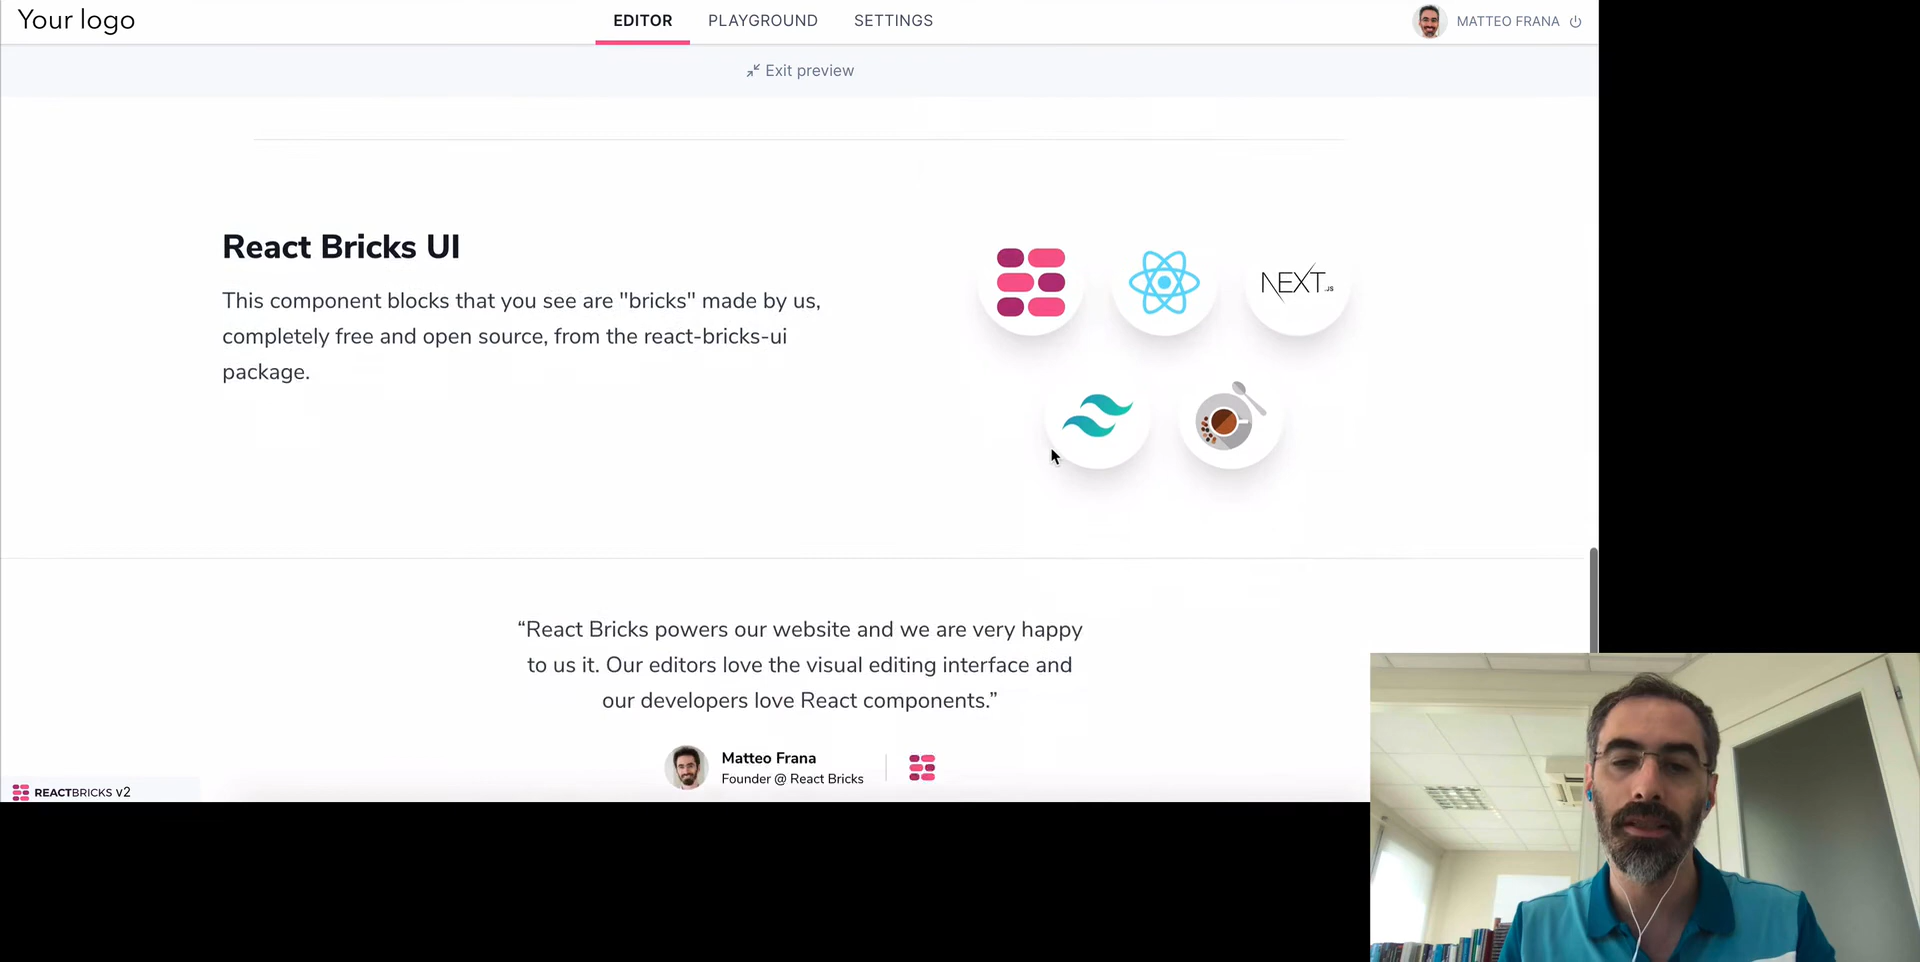 Your logo
EDITOR
PLAYGROUND
SETTINGS
MATTEO FRANA
Exit preview
React Bricks UI
This component blocks that you see are "bricks" made by us,
completely free and open source, from the react-bricks-ui
package.
NEXT.JS
“React Bricks powers our website and we are very happy
to us it. Our editors love the visual editing interface and
our developers love React components.”
Matteo Frana
Founder @ React Bricks
REACTBRICKS v2